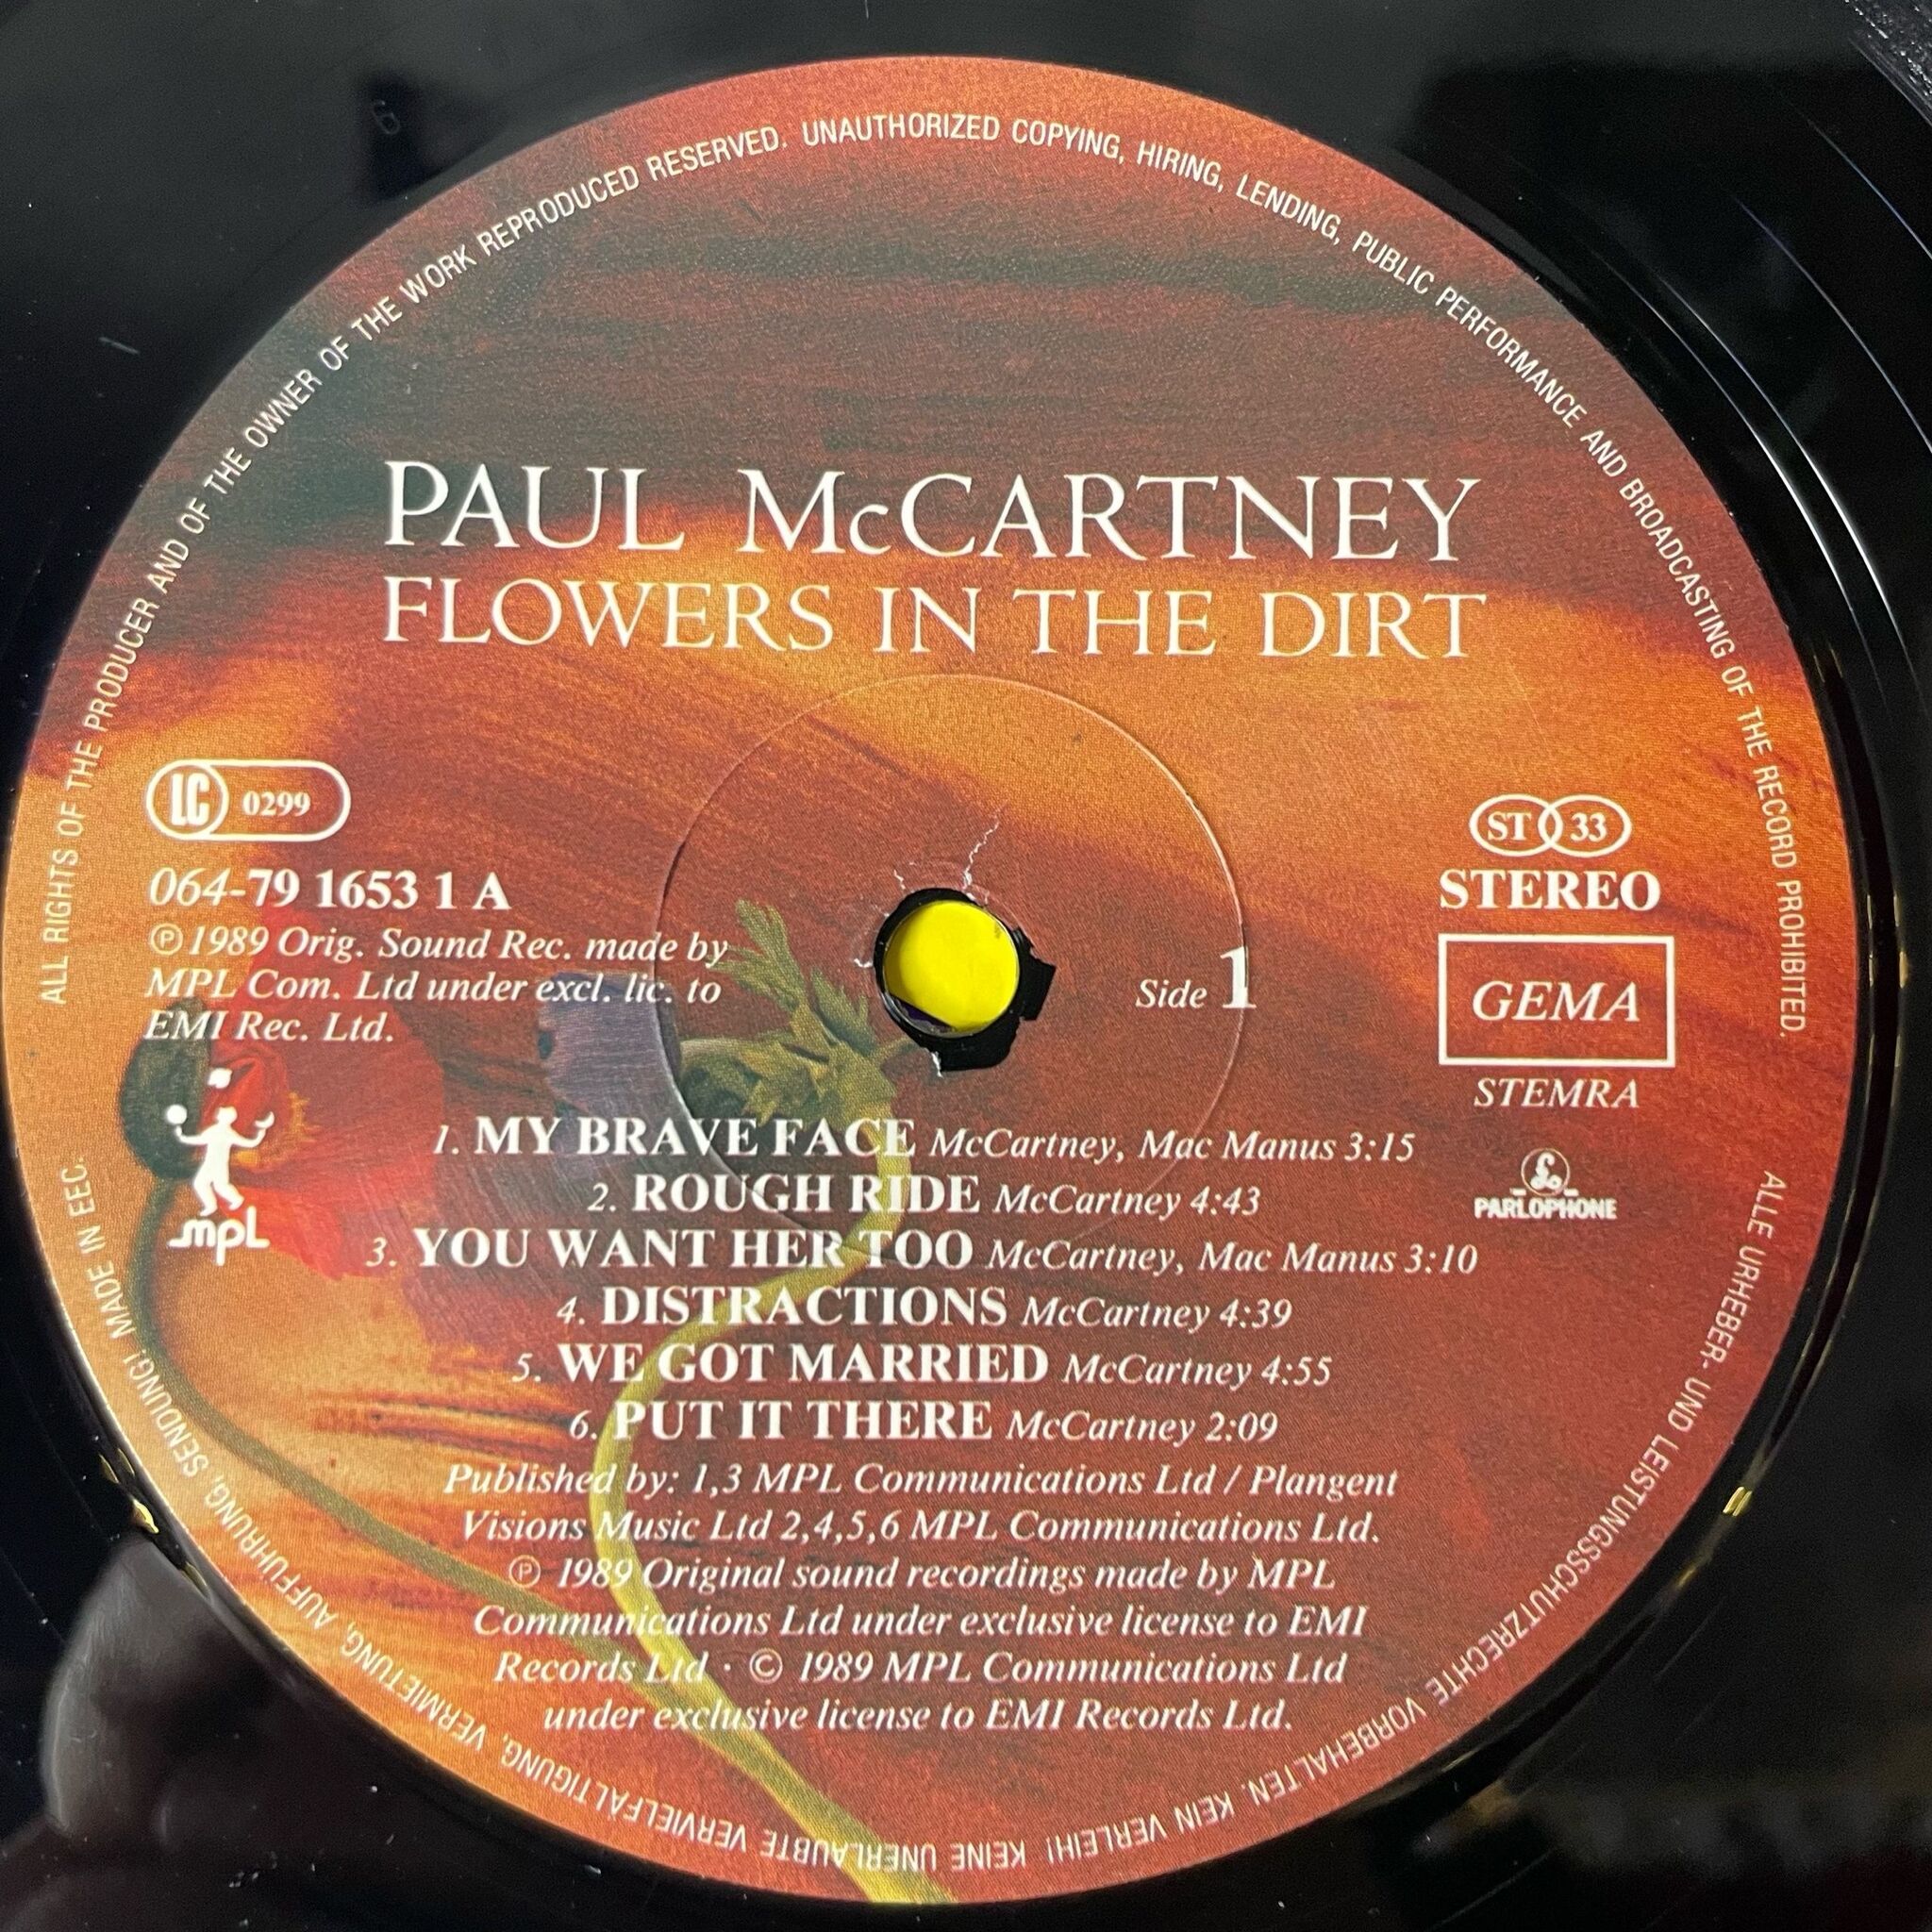 ALL RIGHTS OF THE PRODUCER AND OF THE OWNER OF THE WORK REPRODUCED RESERVED. UNAUTHORIZED COPYING, HIRING, LENDING, PUBLIC PERFORMANCE AND BROADCASTING OF THE RECORD PROHIBITED.
PAUL McCARTNEY
FLOWERS IN THE DIRT
LC 0299
064-79 1653 1 A
℗ 1989 Orig. Sound Rec. made by
MPL Com. Ltd under excl. lic. to
EMI Rec. Ltd.
mpL
Side 1
ST 33
STEREO
GEMA
STEMRA
£
PARLOPHONE
1. MY BRAVE FACE McCartney, Mac Manus 3:15
2. ROUGH RIDE McCartney 4:43
3. YOU WANT HER TOO McCartney, Mac Manus 3:10
4. DISTRACTIONS McCartney 4:39
5. WE GOT MARRIED McCartney 4:55
6. PUT IT THERE McCartney 2:09
Published by: 1,3 MPL Communications Ltd / Plangent
Visions Music Ltd 2,4,5,6 MPL Communications Ltd.
℗ 1989 Original sound recordings made by MPL
Communications Ltd under exclusive license to EMI
Records Ltd · © 1989 MPL Communications Ltd
under exclusive license to EMI Records Ltd.
ALLE URHEBER- UND LEISTUNGSSCHUTZRECHTE VORBEHALTEN. KEIN VERLEIH! KEINE UNERLAUBTE VERVIELFÄLTIGUNG, VERMIETUNG, AUFFÜHRUNG, SENDUNG! MADE IN EEC.